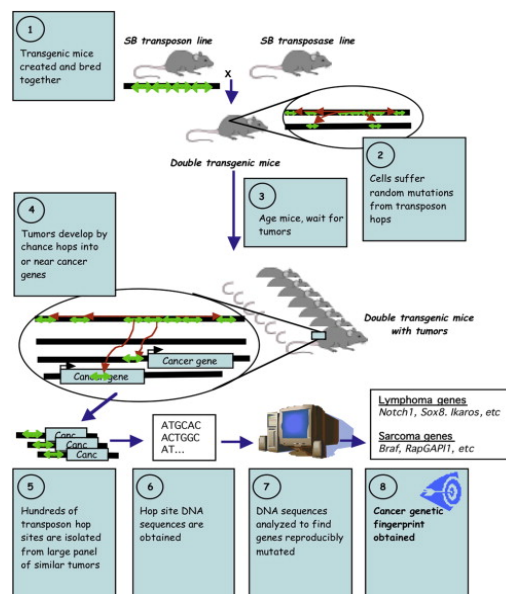 1
Transgenic mice
created and bred
together
SB transposon line
SB transposase line
X
Double transgenic mice
2
Cells suffer
random mutations
from transposon
hops
3
Age mice, wait for
tumors
4
Tumors develop by
chance hops into
or near cancer
genes
Double transgenic mice
with tumors
Cancer gene
Cancer gene
Canc
Canc
Canc
ATGCAC
ACTGGC
AT...
Lymphoma genes
Notch1, Sox8. Ikaros, etc
Sarcoma genes
Braf, RapGAPl1, etc
5
Hundreds of
transposon hop
sites are isolated
from large panel
of similar tumors
6
Hop site DNA
sequences are
obtained
7
DNA sequences
analyzed to find
genes reproducibly
mutated
8
Cancer genetic
fingerprint
obtained